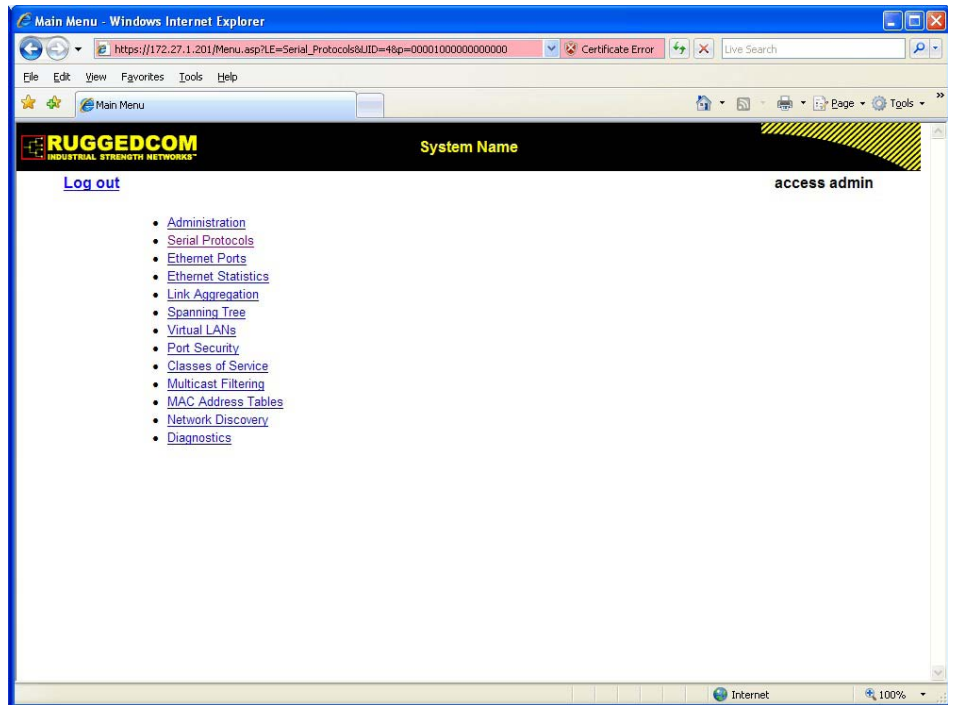 Main Menu - Windows Internet Explorer
https://172.27.1.201/Menu.asp?LE=Serial_Protocols&UID=4&p=00001000000000000
Certificate Error
Live Search
File Edit View Favorites Tools Help
Main Menu
Page
Tools
»
RUGGEDCOM
INDUSTRIAL STRENGTH NETWORKS™
System Name
Log out
access admin
• Administration
• Serial Protocols
• Ethernet Ports
• Ethernet Statistics
• Link Aggregation
• Spanning Tree
• Virtual LANs
• Port Security
• Classes of Service
• Multicast Filtering
• MAC Address Tables
• Network Discovery
• Diagnostics
Internet
100%